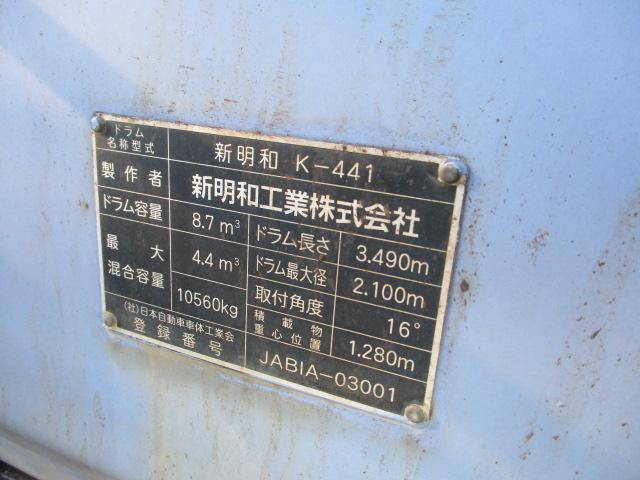 ドラム
名称型式
新明和 K-441
製作者
新明和工業株式会社
ドラム容量
8.7 m³
ドラム長さ
3.490m
最大
混合容量
4.4 m³
10560kg
ドラム最大径
2.100m
取付角度
16°
積載物
重心位置
1.280m
(社)日本自動車車体工業会
登録番号
JABIA-03001